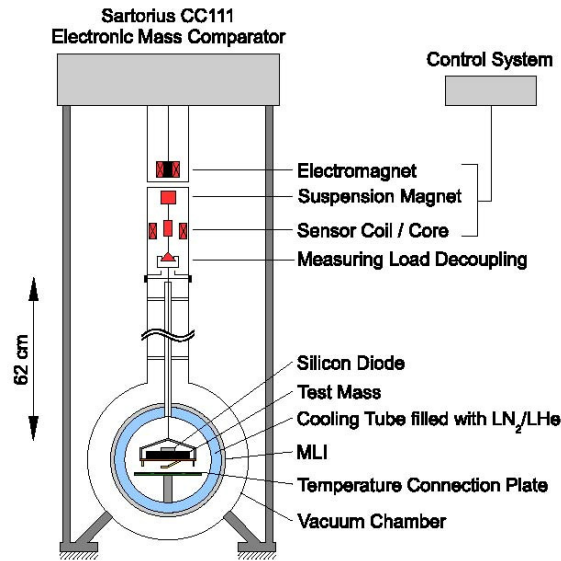 Sartorius CC111
Electronic Mass Comparator
Control System
Electromagnet
Suspension Magnet
Sensor Coil / Core
Measuring Load Decoupling
62 cm
Silicon Diode
Test Mass
Cooling Tube filled with LN₂/LHe
MLI
Temperature Connection Plate
Vacuum Chamber